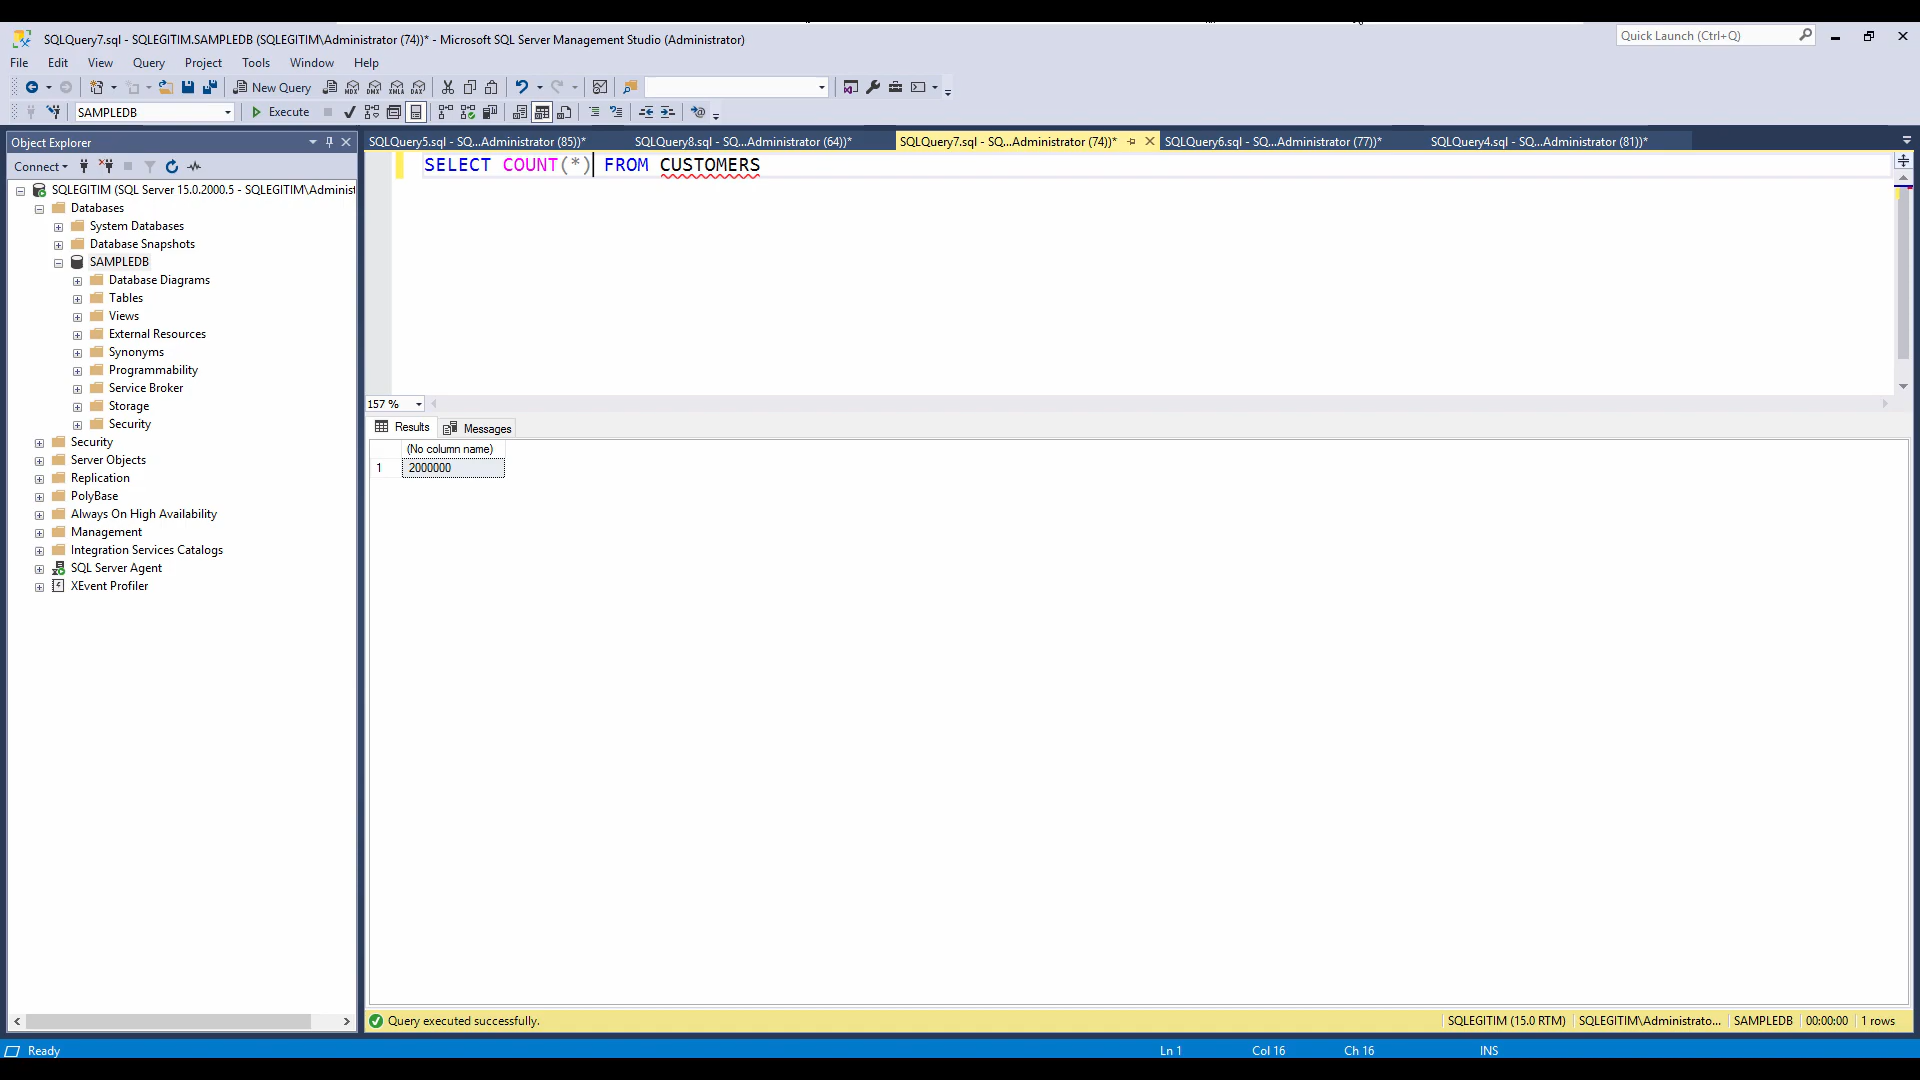 SQLQuery7.sql - SQLEGITIM.SAMPLEDB (SQLEGITIM\Administrator (74))* - Microsoft SQL Server Management Studio (Administrator)
Quick Launch (Ctrl+Q)
File Edit View Query Project Tools Window Help
New Query
MDX DMX XMLA DAX
SAMPLEDB
Execute
Object Explorer
SQLQuery5.sql - SQ...Administrator (85))*
SQLQuery8.sql - SQ...Administrator (64))*
SQLQuery7.sql - SQ...Administrator (74))*
SQLQuery6.sql - SQ...Administrator (77))*
SQLQuery4.sql - SQ...Administrator (81))*
Connect
SQLEGITIM (SQL Server 15.0.2000.5 - SQLEGITIM\Administ
Databases
System Databases
Database Snapshots
SAMPLEDB
Database Diagrams
Tables
Views
External Resources
Synonyms
Programmability
Service Broker
Storage
Security
Security
Server Objects
Replication
PolyBase
Always On High Availability
Management
Integration Services Catalogs
SQL Server Agent
XEvent Profiler
SELECT COUNT(*) FROM CUSTOMERS
157 %
Results Messages
(No column name)
1 2000000
Query executed successfully.
SQLEGITIM (15.0 RTM) SQLEGITIM\Administrato... SAMPLEDB 00:00:00 1 rows
Ready
Ln 1 Col 16 Ch 16 INS